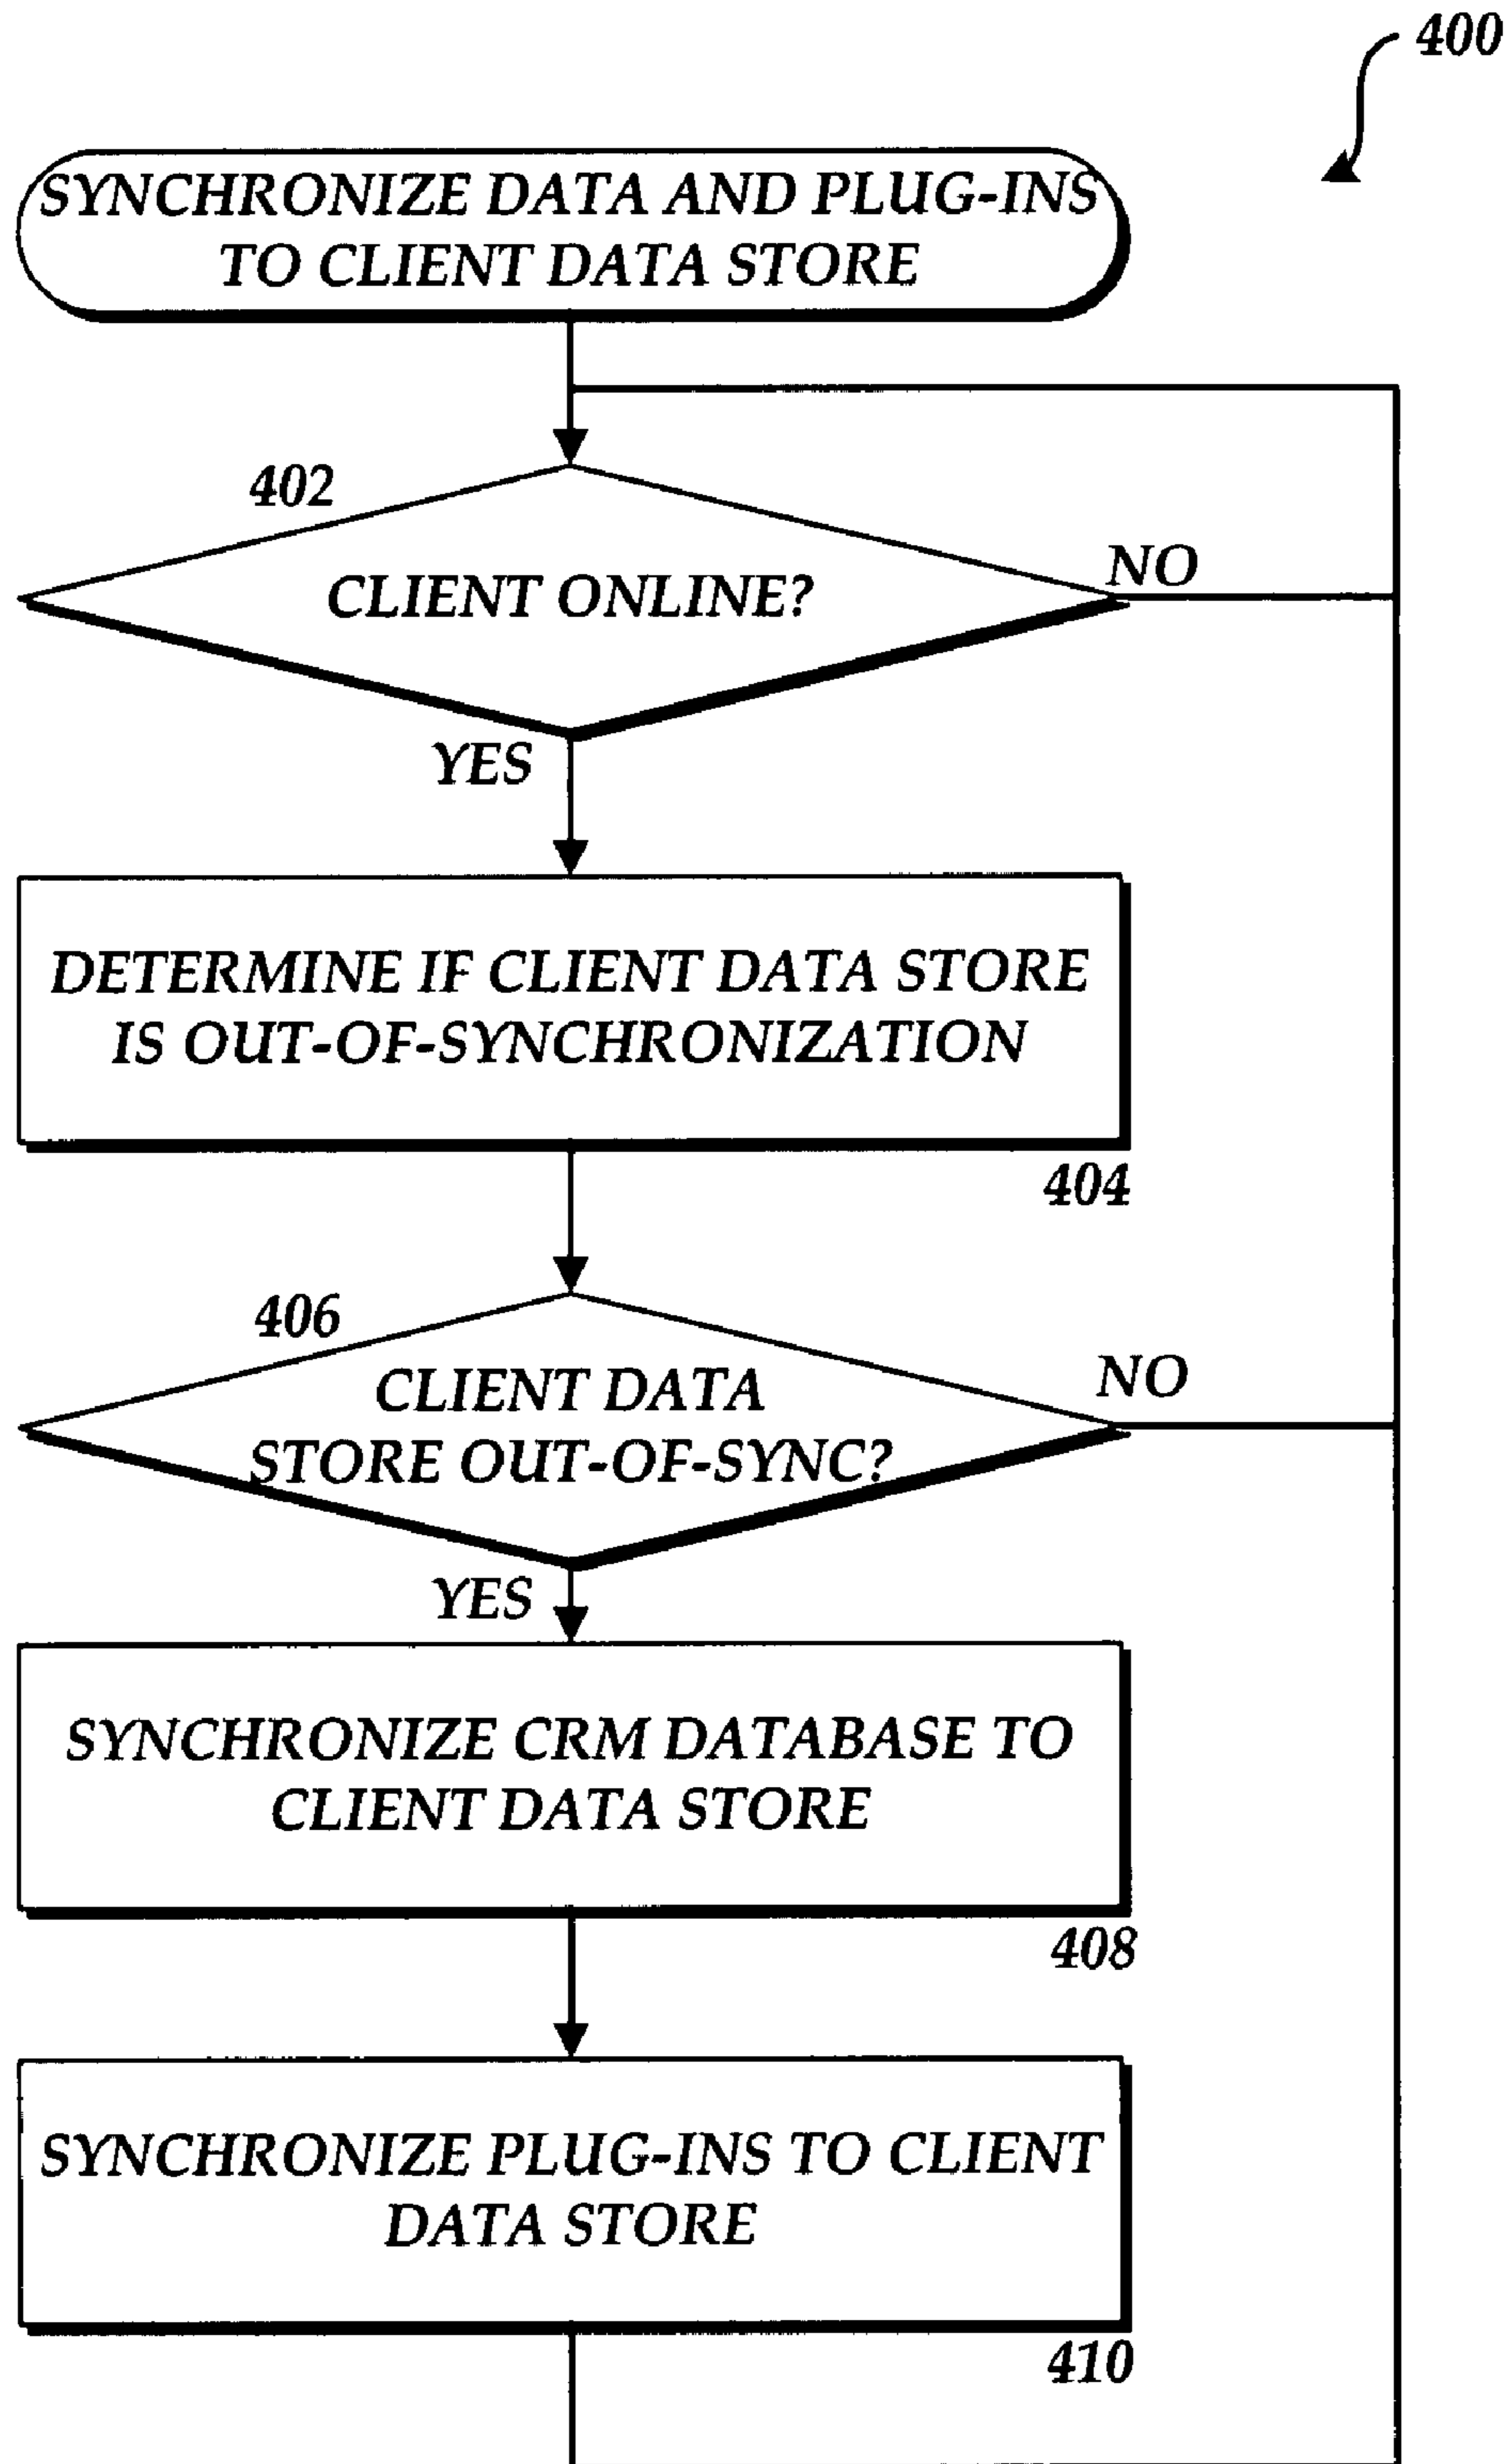 400
SYNCHRONIZE DATA AND PLUG-INS
TO CLIENT DATA STORE
402
CLIENT ONLINE?
NO
YES
DETERMINE IF CLIENT DATA STORE
IS OUT-OF-SYNCHRONIZATION
404
406
CLIENT DATA
STORE OUT-OF-SYNC?
NO
YES
SYNCHRONIZE CRM DATABASE TO
CLIENT DATA STORE
408
SYNCHRONIZE PLUG-INS TO CLIENT
DATA STORE
410